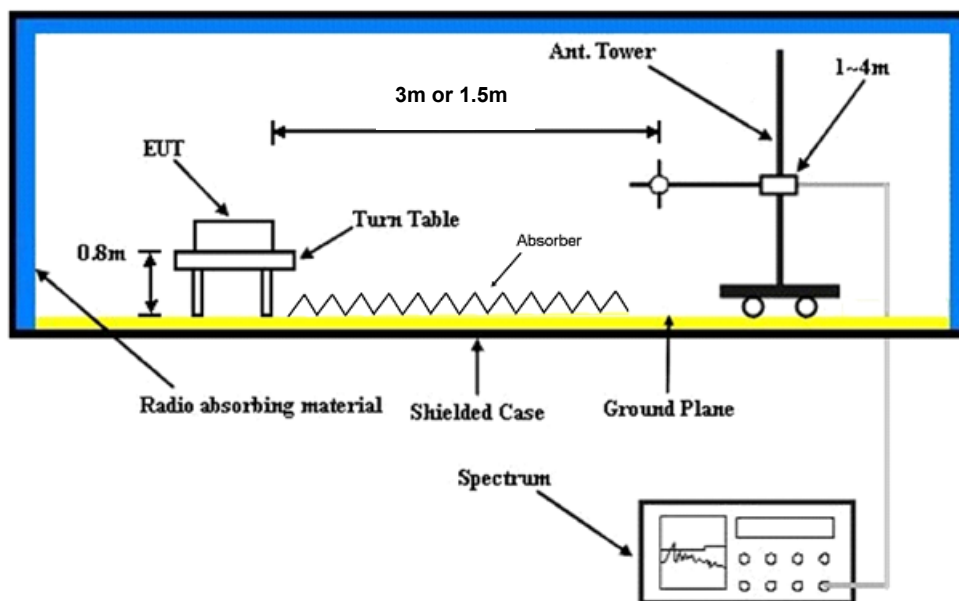 Ant. Tower
1~4m
3m or 1.5m
EUT
Turn Table
0.8m
Absorber
Radio absorbing material
Shielded Case
Ground Plane
Spectrum